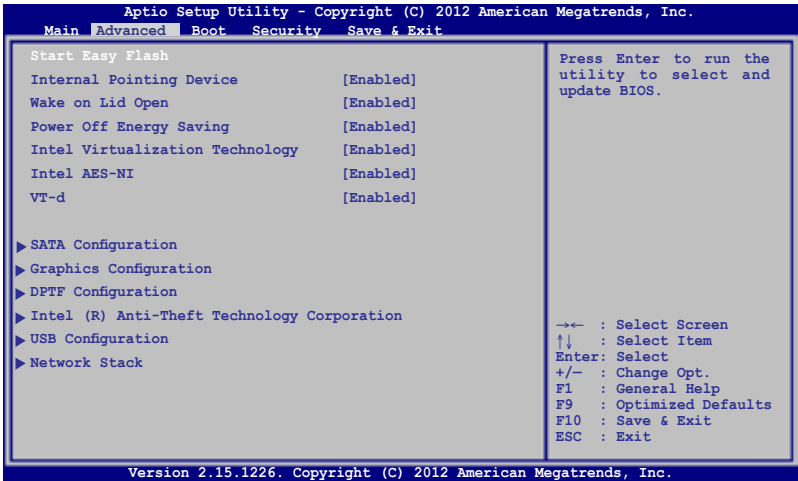 Aptio Setup Utility - Copyright (C) 2012 American Megatrends, Inc.
Main Advanced Boot Security Save & Exit
Start Easy Flash
Internal Pointing Device [Enabled]
Wake on Lid Open [Enabled]
Power Off Energy Saving [Enabled]
Intel Virtualization Technology [Enabled]
Intel AES-NI [Enabled]
VT-d [Enabled]
SATA Configuration
Graphics Configuration
DPTF Configuration
Intel (R) Anti-Theft Technology Corporation
USB Configuration
Network Stack
Press Enter to run the
utility to select and
update BIOS.
→← : Select Screen
↑↓ : Select Item
Enter: Select
+/— : Change Opt.
F1 : General Help
F9 : Optimized Defaults
F10 : Save & Exit
ESC : Exit
Version 2.15.1226. Copyright (C) 2012 American Megatrends, Inc.